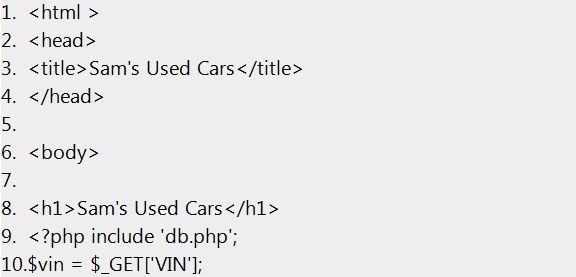 1. <html >
2. <head>
3. <title>Sam's Used Cars</title>
4. </head>
5.
6. <body>
7.
8. <h1>Sam's Used Cars</h1>
9. <?php include 'db.php';
10.$vin = $_GET['VIN'];